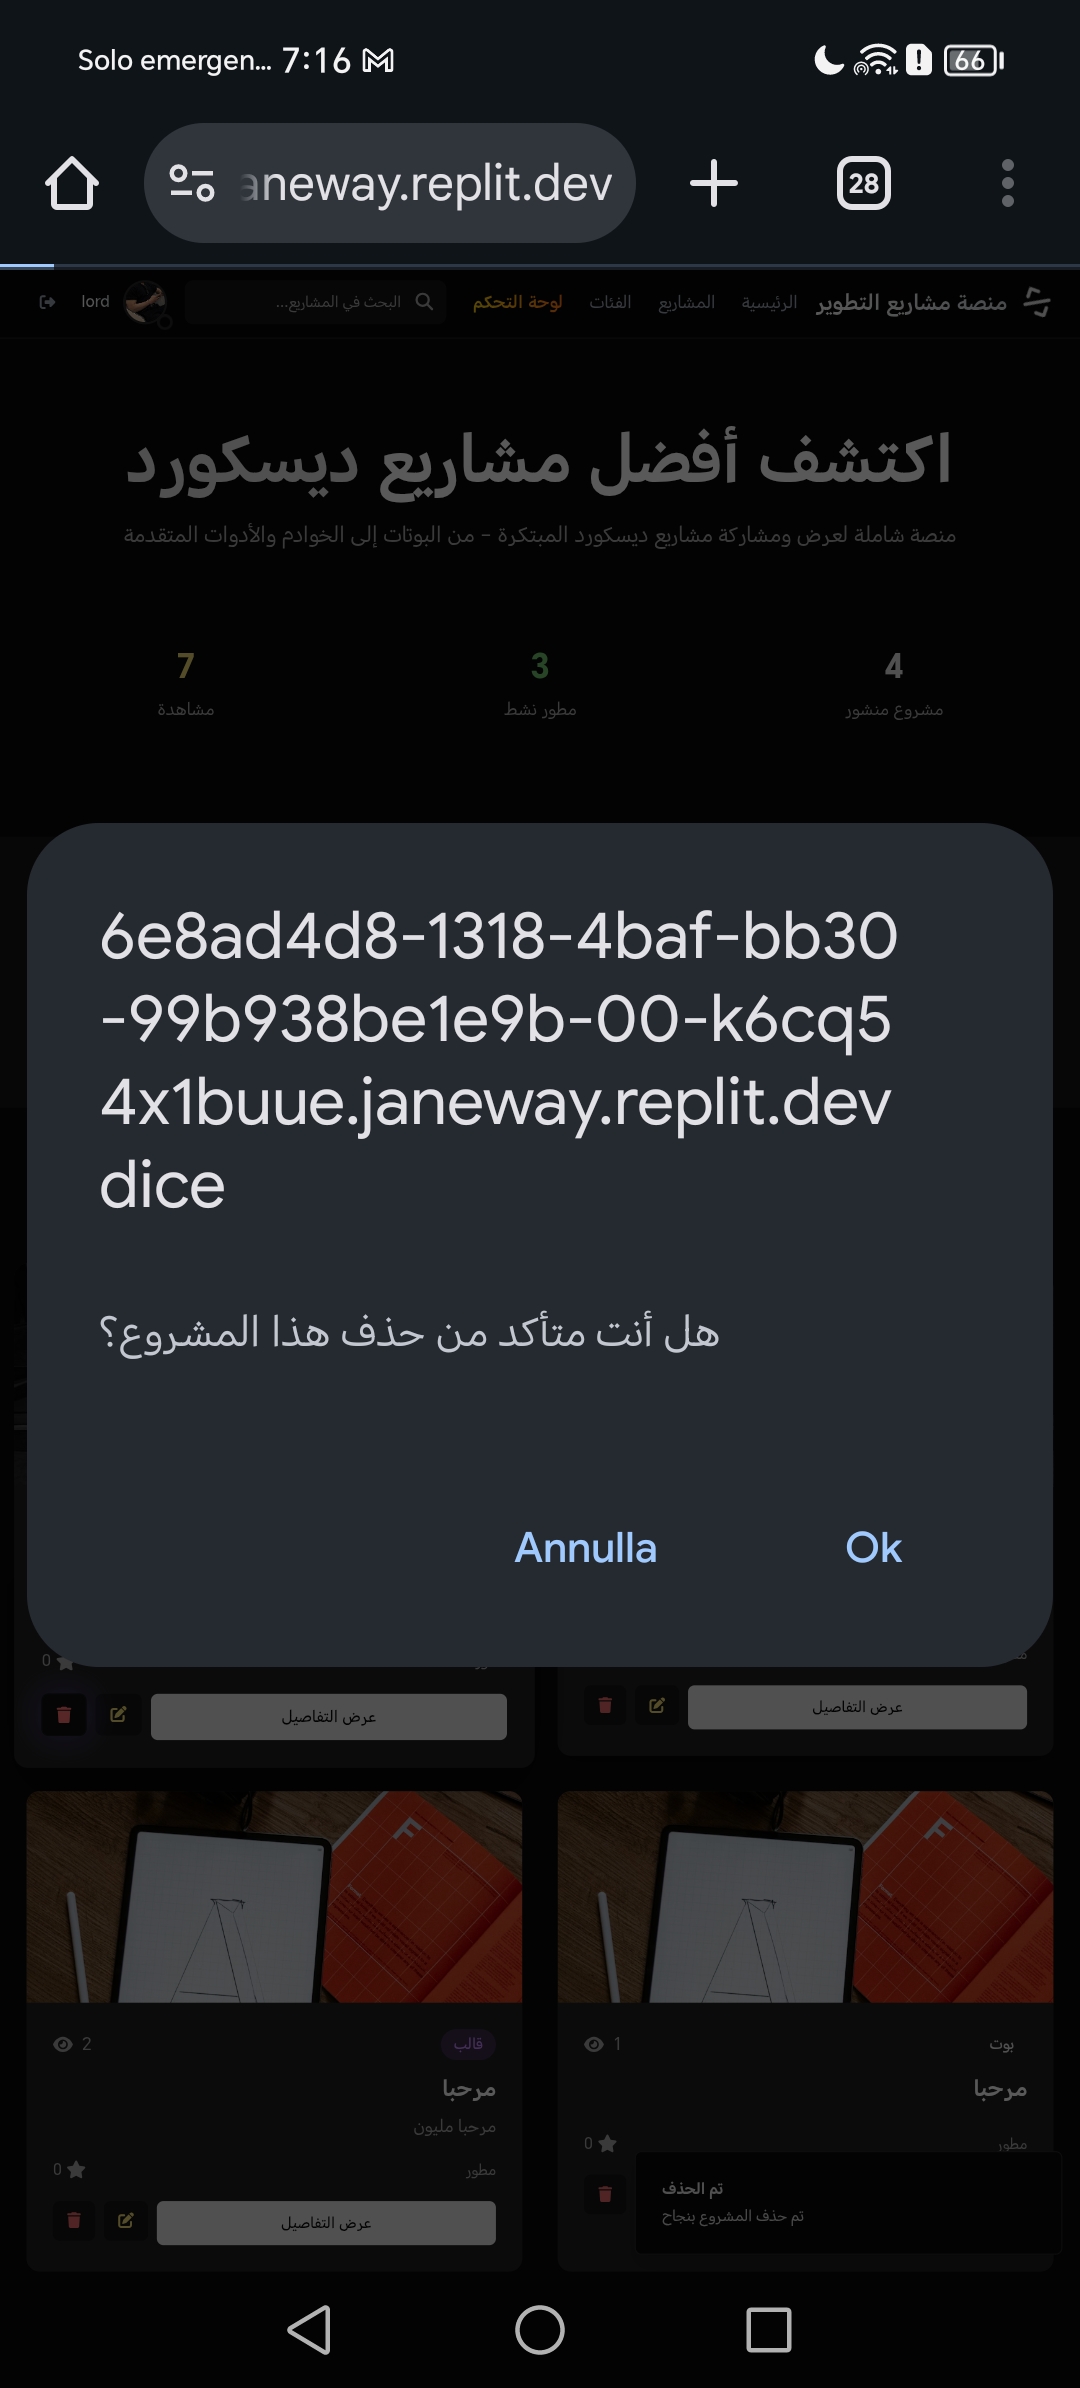 Solo emergen... 7:16
66
aneway.replit.dev
28
منصة مشاريع التطوير
الرئيسية
المشاريع
الفئات
لوحة التحكم
البحث في المشاريع...
lord
اكتشف أفضل مشاريع ديسكورد
منصة شاملة لعرض ومشاركة مشاريع ديسكورد المبتكرة - من البوتات إلى الخوادم والأدوات المتقدمة
4
مشروع منشور
3
مطور نشط
7
مشاهدة
6e8ad4d8-1318-4baf-bb30
-99b938be1e9b-00-k6cq5
4x1buue.janeway.replit.dev
dice
هل أنت متأكد من حذف هذا المشروع؟
Annulla
Ok
عرض التفاصيل
0
عرض التفاصيل
F
F
بوت
1
مرحبا
مطور
0
قالب
2
مرحبا
مرحبا مليون
مطور
0
عرض التفاصيل
تم الحذف
تم حذف المشروع بنجاح